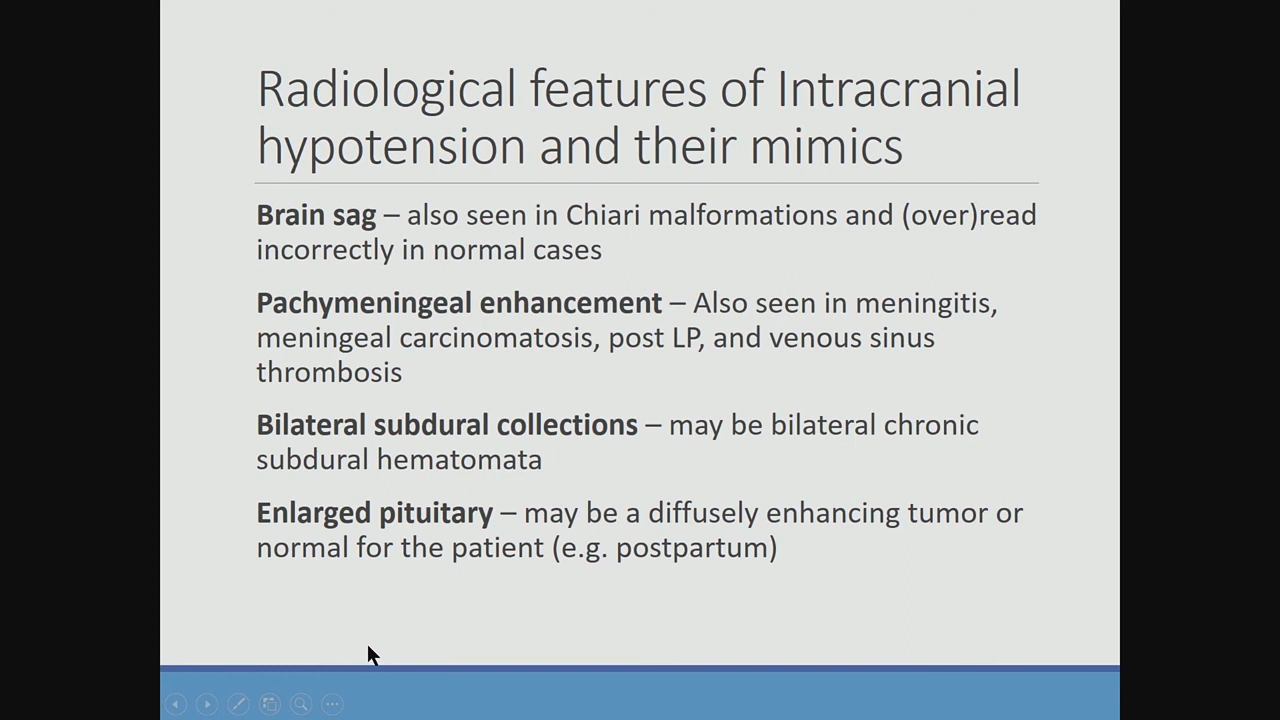 Radiological features of Intracranial
hypotension and their mimics
Brain sag – also seen in Chiari malformations and (over)read
incorrectly in normal cases
Pachymeningeal enhancement – Also seen in meningitis,
meningeal carcinomatosis, post LP, and venous sinus
thrombosis
Bilateral subdural collections – may be bilateral chronic
subdural hematomata
Enlarged pituitary – may be a diffusely enhancing tumor or
normal for the patient (e.g. postpartum)